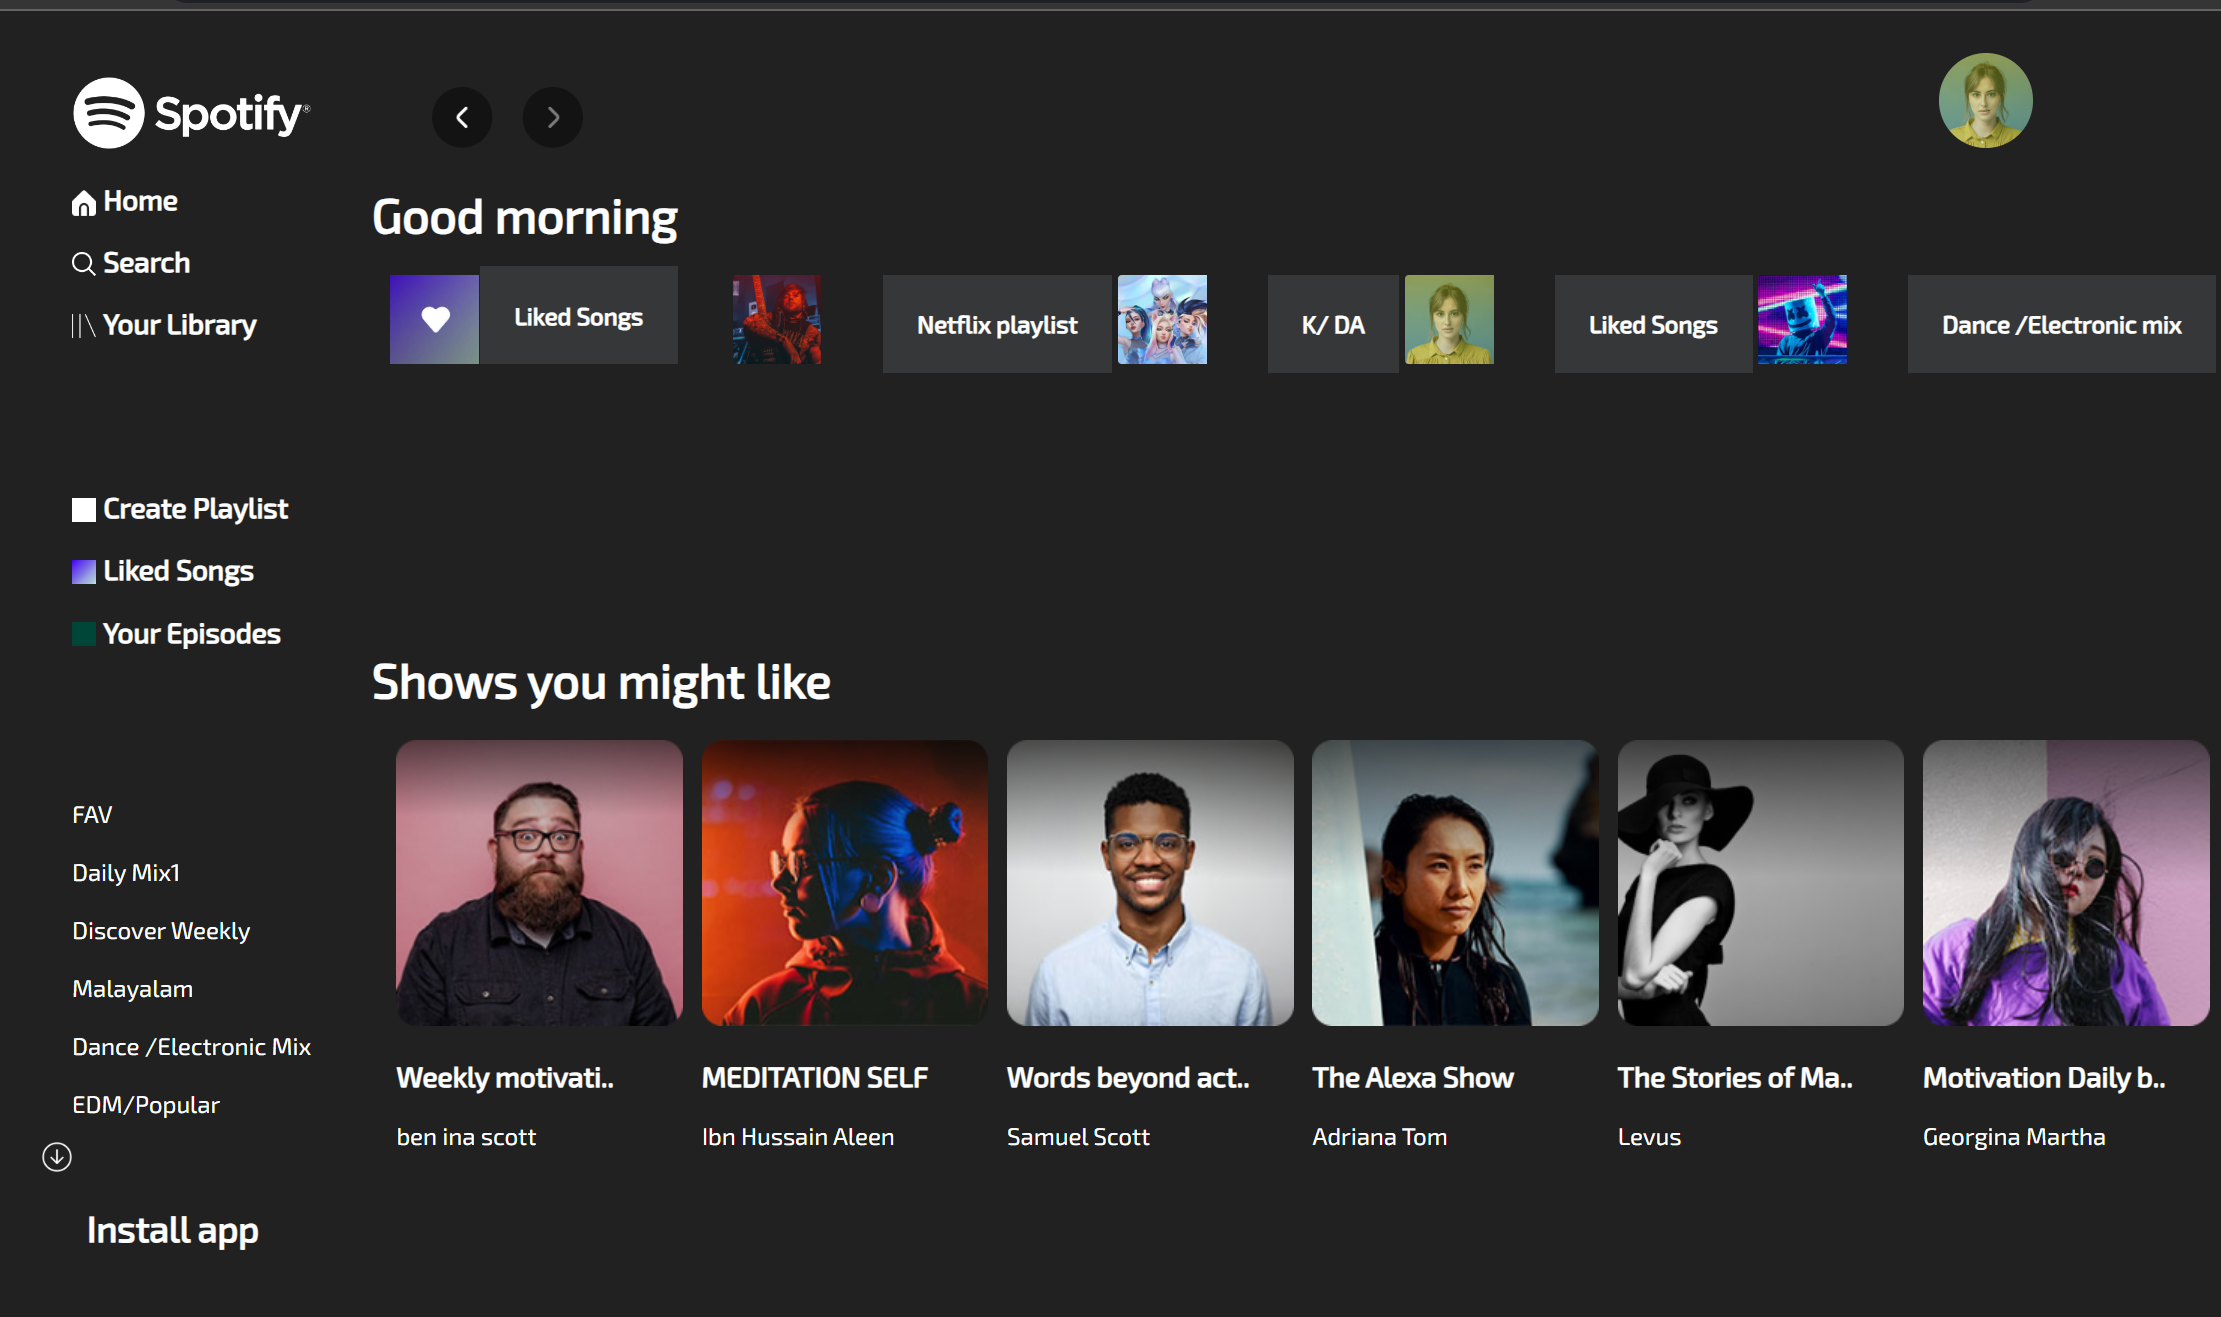 Spotify®
Home
Search
Your Library
Create Playlist
Liked Songs
Your Episodes
FAV
Daily Mix1
Discover Weekly
Malayalam
Dance /Electronic Mix
EDM/Popular
Install app
Good morning
Liked Songs
Netflix playlist
K/ DA
Liked Songs
Dance /Electronic mix
Shows you might like
Weekly motivati..
ben ina scott
MEDITATION SELF
Ibn Hussain Aleen
Words beyond act..
Samuel Scott
The Alexa Show
Adriana Tom
The Stories of Ma..
Levus
Motivation Daily b..
Georgina Martha